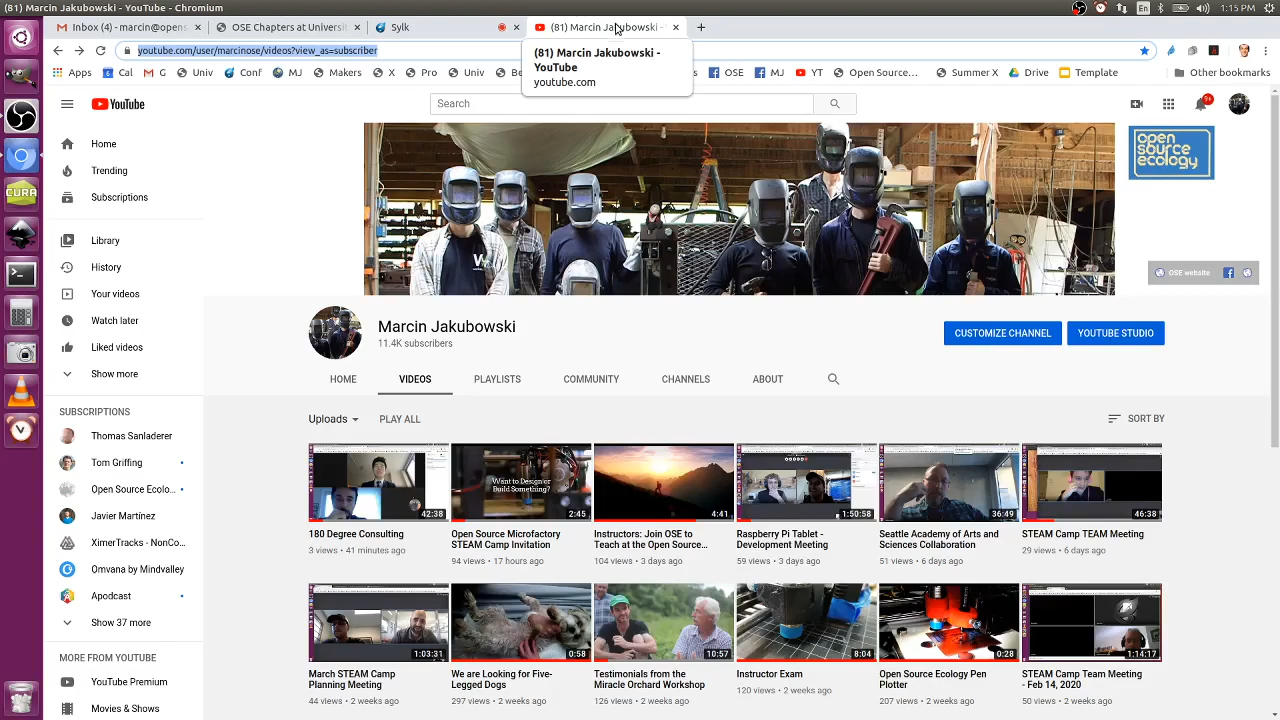 (81) Marcin Jakubowski - YouTube - Chromium
1:15 PM
Inbox (4) - marcin@opens
OSE Chapters at Universit
Sylk
(81) Marcin Jakubowski -
youtube.com/user/marcinose/videos?view_as=subscriber
(81) Marcin Jakubowski -
YouTube
youtube.com
Apps
Cal
G
Univ
Conf
MJ
Makers
X
Pro
Univ
Be
OSE
MJ
YT
Open Source...
Summer X
Drive
Template
Other bookmarks
YouTube
Search
9+
open
source
ecology
OSE website
Home
Trending
Subscriptions
Library
History
Your videos
Watch later
Liked videos
Show more
SUBSCRIPTIONS
Thomas Sanladerer
Tom Griffing
Open Source Eco...
Javier Martínez
XimerTracks - NonCo...
Omvana by Mindvalley
Apodcast
Show 37 more
MORE FROM YOUTUBE
YouTube Premium
Movies & Shows
CURA
Marcin Jakubowski
11.4K subscribers
CUSTOMIZE CHANNEL
YOUTUBE STUDIO
HOME
VIDEOS
PLAYLISTS
COMMUNITY
CHANNELS
ABOUT
Uploads
PLAY ALL
SORT BY
42:38
180 Degree Consulting
3 views • 41 minutes ago
Want to Design or
Build Something?
2:45
Open Source Microfactory
STEAM Camp Invitation
94 views • 17 hours ago
4:41
Instructors: Join OSE to
Teach at the Open Source...
104 views • 3 days ago
1:50:58
Raspberry Pi Tablet -
Development Meeting
59 views • 3 days ago
36:49
Seattle Academy of Arts and
Sciences Collaboration
51 views • 6 days ago
46:38
STEAM Camp TEAM Meeting
29 views • 6 days ago
1:03:31
March STEAM Camp
Planning Meeting
44 views • 2 weeks ago
0:58
We are Looking for Five-
Legged Dogs
297 views • 2 weeks ago
10:57
Testimonials from the
Miracle Orchard Workshop
126 views • 2 weeks ago
8:04
Instructor Exam
120 views • 2 weeks ago
0:28
Open Source Ecology Pen
Plotter
207 views • 2 weeks ago
1:14:17
STEAM Camp Team Meeting
- Feb 14, 2020
50 views • 2 weeks ago